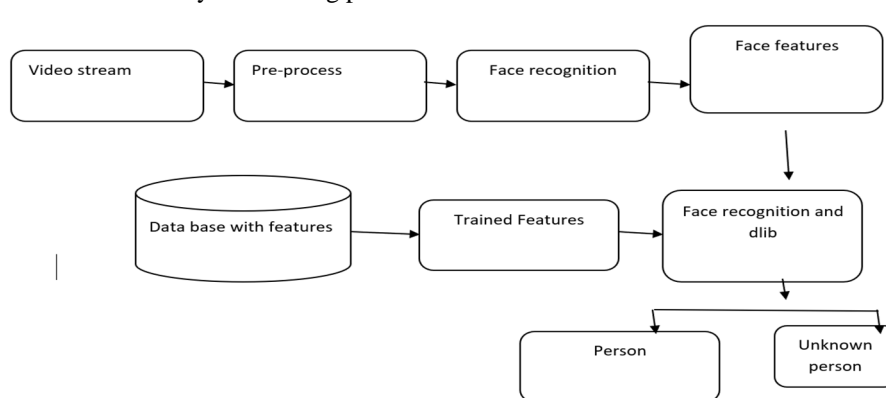 Video stream
Pre-process
Face recognition
Face features
Data base with features
Trained Features
Face recognition and
dlib
Person
Unknown
person